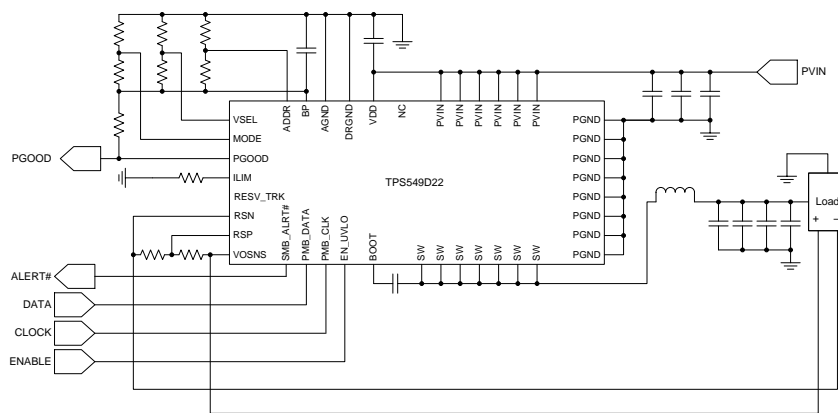 PVIN
ADDR
BP
AGND
DRGND
VDD
NC
PVIN
PVIN
PVIN
PVIN
PVIN
PVIN
VSEL
MODE
PGOOD
ILIM
RESV_TRK
RSN
RSP
VOSNS
TPS549D22
PGND
PGND
PGND
PGND
PGND
PGND
PGND
PGND
SMB_ALRT#
PMB_DATA
PMB_CLK
EN_UVLO
BOOT
SW
SW
SW
SW
SW
SW
SW
PGOOD
Load
+ –
ALERT#
DATA
CLOCK
ENABLE